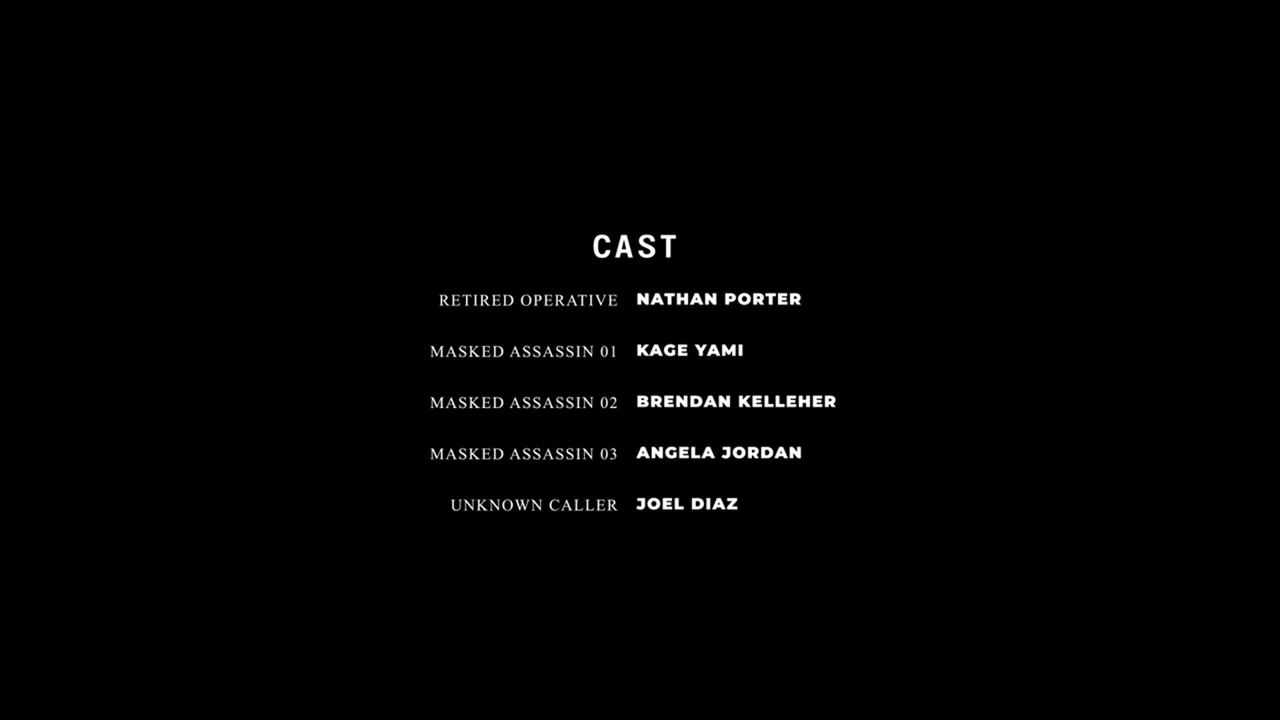 CAST
RETIRED OPERATIVE NATHAN PORTER
MASKED ASSASSIN 01 KAGE YAMI
MASKED ASSASSIN 02 BRENDAN KELLEHER
MASKED ASSASSIN 03 ANGELA JORDAN
UNKNOWN CALLER JOEL DIAZ